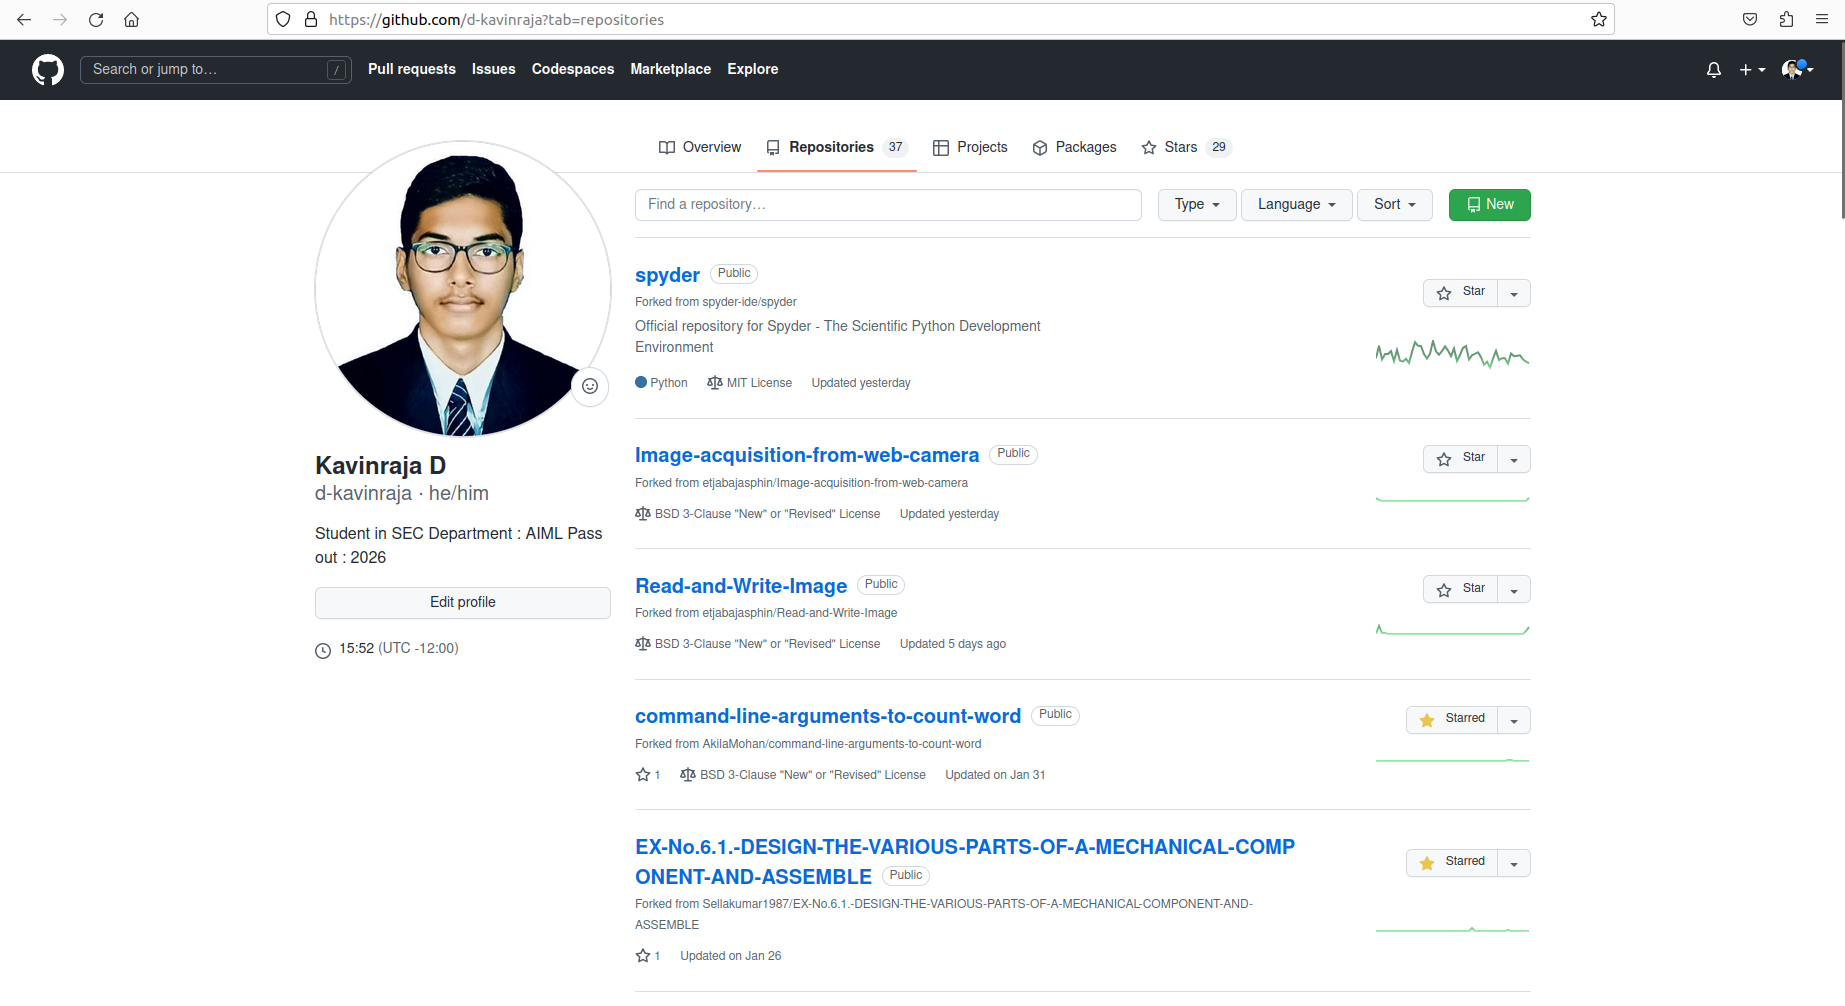 https://github.com/d-kavinraja?tab=repositories
Search or jump to… /
Pull requests Issues Codespaces Marketplace Explore
Overview Repositories 37 Projects Packages Stars 29
Find a repository… Type Language Sort New
spyder Public
Star
Forked from spyder-ide/spyder
Official repository for Spyder - The Scientific Python Development
Environment
Python MIT License Updated yesterday
Image-acquisition-from-web-camera Public
Star
Forked from etjabajasphin/Image-acquisition-from-web-camera
BSD 3-Clause "New" or "Revised" License Updated yesterday
Read-and-Write-Image Public
Star
Forked from etjabajasphin/Read-and-Write-Image
BSD 3-Clause "New" or "Revised" License Updated 5 days ago
command-line-arguments-to-count-word Public
Starred
Forked from AkilaMohan/command-line-arguments-to-count-word
1 BSD 3-Clause "New" or "Revised" License Updated on Jan 31
EX-No.6.1.-DESIGN-THE-VARIOUS-PARTS-OF-A-MECHANICAL-COMP
ONENT-AND-ASSEMBLE Public
Starred
Forked from Sellakumar1987/EX-No.6.1.-DESIGN-THE-VARIOUS-PARTS-OF-A-MECHANICAL-COMPONENT-AND-
ASSEMBLE
1 Updated on Jan 26
Kavinraja D
d-kavinraja · he/him
Student in SEC Department : AIML Pass
out : 2026
Edit profile
15:52 (UTC -12:00)